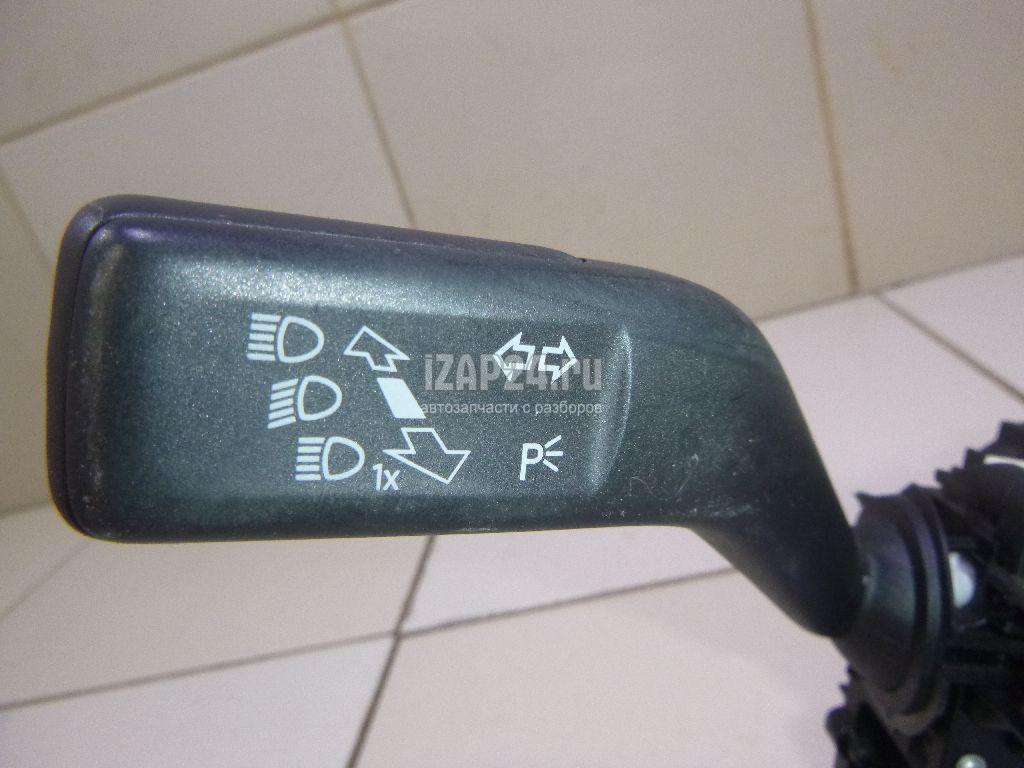 iZAP24.ru
автозапчасти с разборов
1x
P